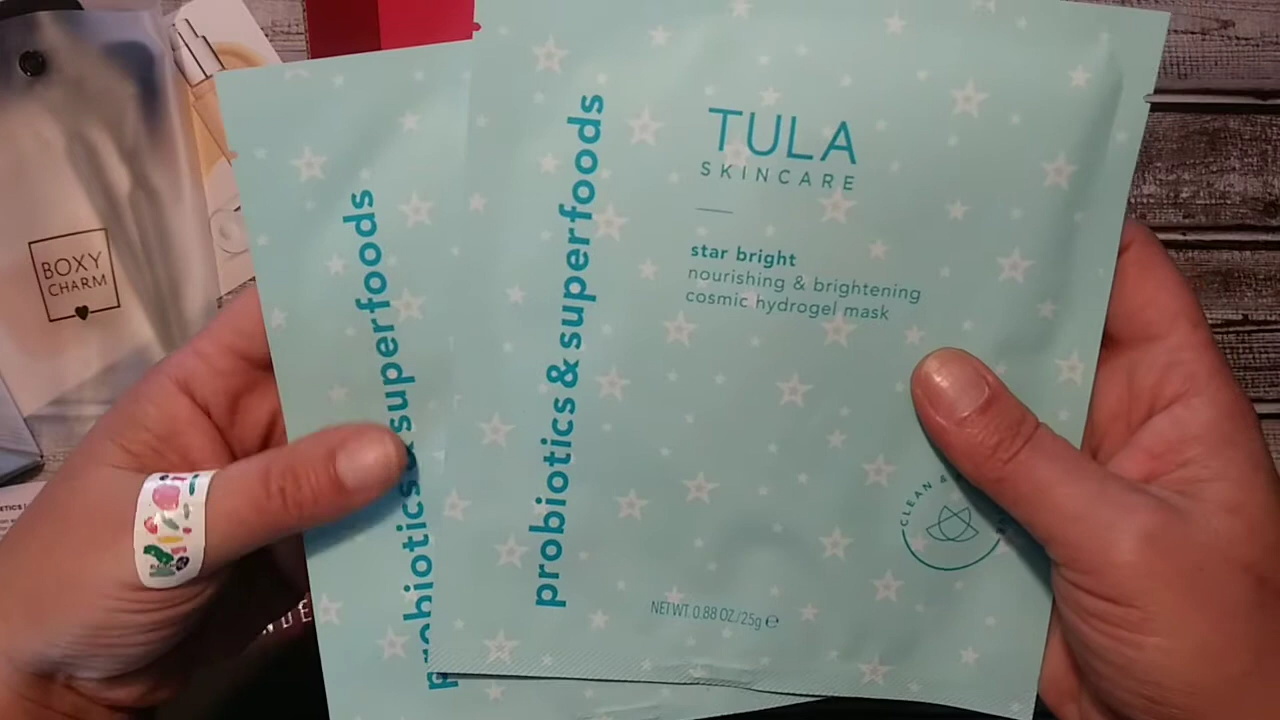 BOXY
CHARM
probiotics & superfoods
probiotics & superfoods
TULA
SKINCARE
star bright
nourishing & brightening
cosmic hydrogel mask
CLEAN &
NET WT. 0.88 OZ./25g ℮